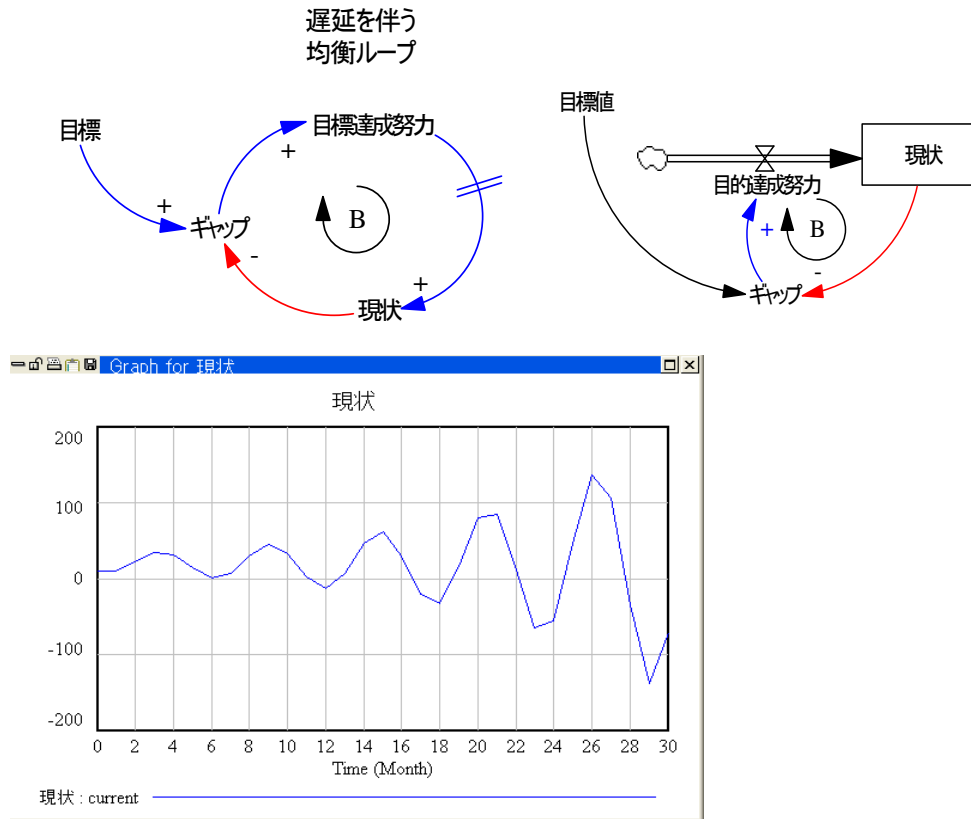 遅延を伴う
均衡ループ
目標
目標達成努力
+
+
B
ギャップ
-
+
現状
目標値
現状
目的達成努力
+
B
-
ギャップ
Graph for 現状
現状
200
100
0
-100
-200
0 2 4 6 8 10 12 14 16 18 20 22 24 26 28 30
Time (Month)
現状 : current